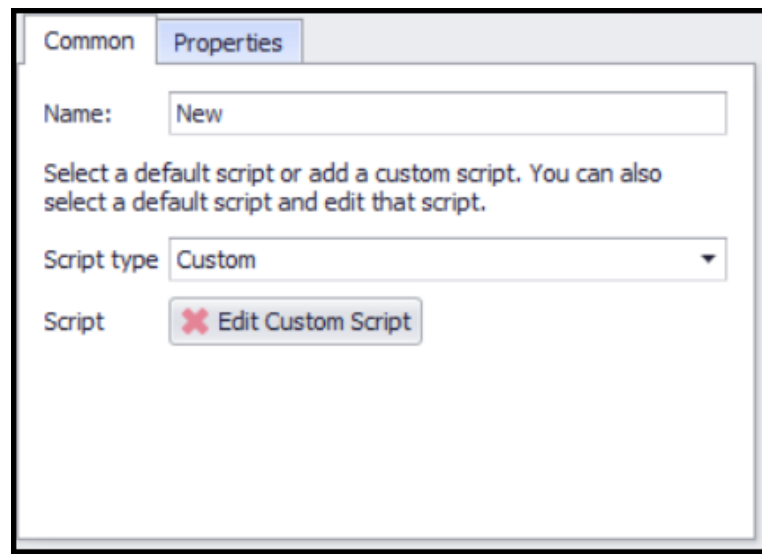 Common Properties
Name: New
Select a default script or add a custom script. You can also
select a default script and edit that script.
Script type Custom
Script Edit Custom Script